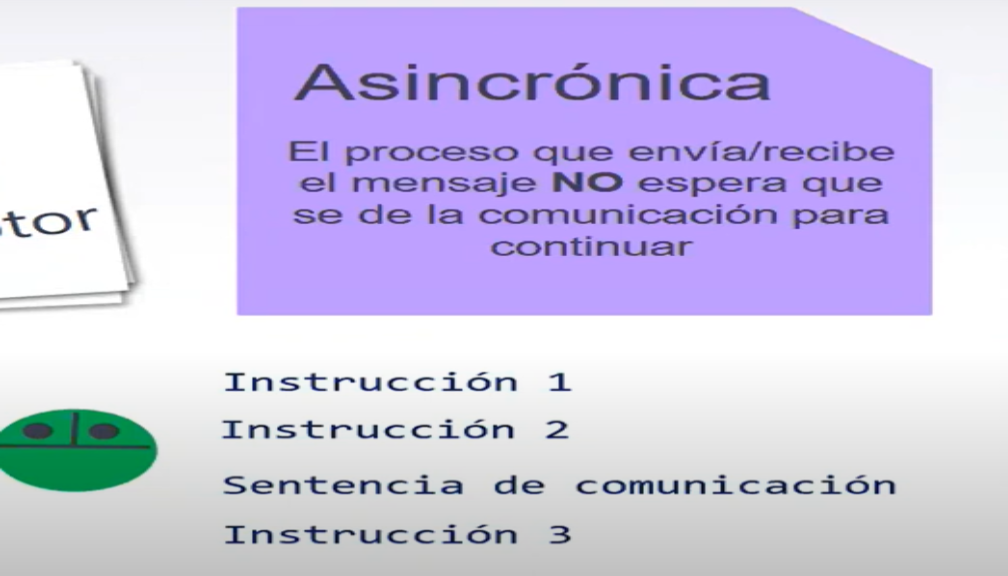 Asincrónica
El proceso que envía/recibe
el mensaje NO espera que
se de la comunicación para
continuar
Instrucción 1
Instrucción 2
Sentencia de comunicación
Instrucción 3